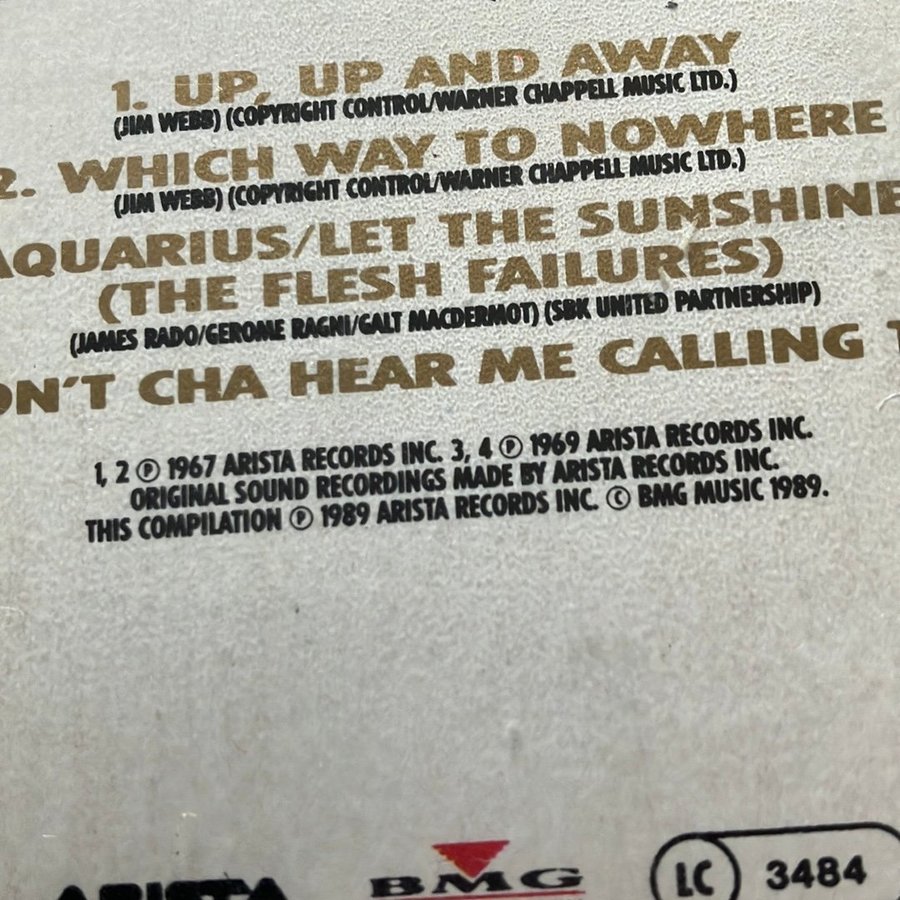 1. UP, UP AND AWAY
(JIM WEBB) (COPYRIGHT CONTROL/WARNER CHAPPELL MUSIC LTD.)
2. WHICH WAY TO NOWHERE
(JIM WEBB) (COPYRIGHT CONTROL/WARNER CHAPPELL MUSIC LTD.)
AQUARIUS/LET THE SUNSHINE
(THE FLESH FAILURES)
(JAMES RADO/GEROME RAGNI/GALT MACDERMOT) (SBK UNITED PARTNERSHIP)
ON'T CHA HEAR ME CALLING T
1, 2 ℗ 1967 ARISTA RECORDS INC. 3, 4 ℗ 1969 ARISTA RECORDS INC.
ORIGINAL SOUND RECORDINGS MADE BY ARISTA RECORDS INC.
THIS COMPILATION ℗ 1989 ARISTA RECORDS INC. © BMG MUSIC 1989.
ARISTA BMG LC 3484